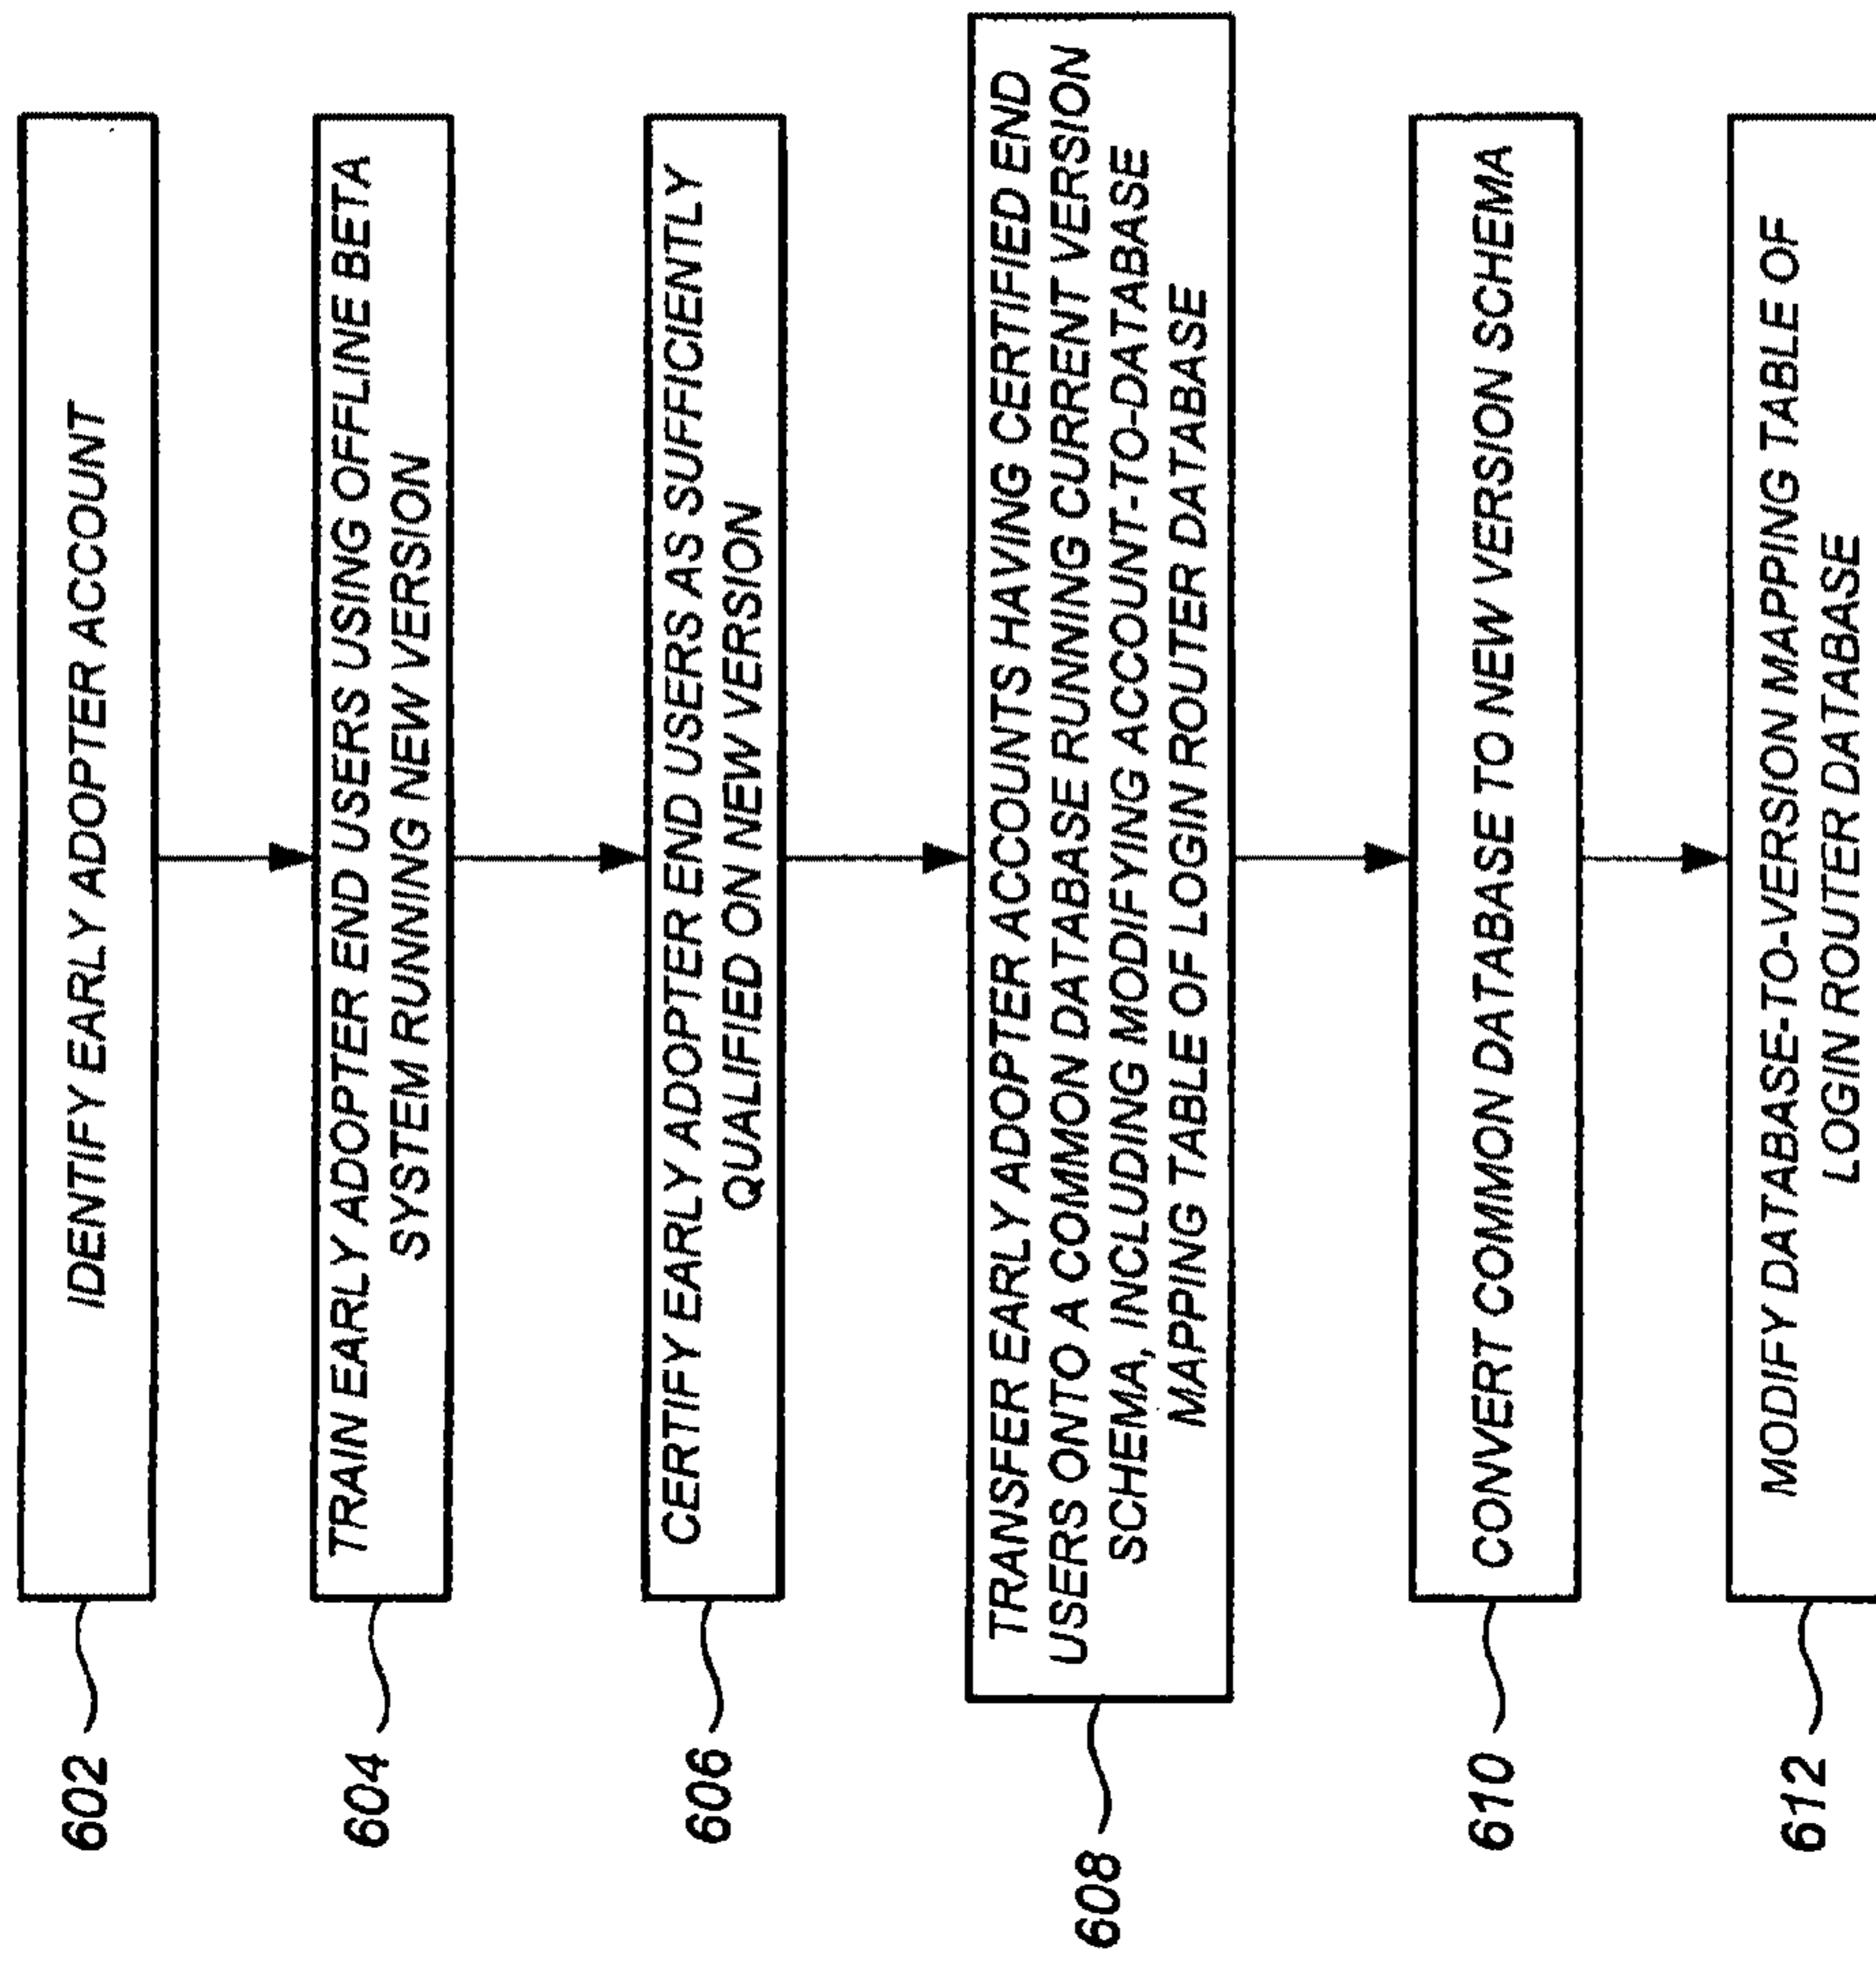 602
IDENTIFY EARLY ADOPTER ACCOUNT
604
TRAIN EARLY ADOPTER END USERS USING OFFLINE BETA
SYSTEM RUNNING NEW VERSION
606
CERTIFY EARLY ADOPTER END USERS AS SUFFICIENTLY
QUALIFIED ON NEW VERSION
608
TRANSFER EARLY ADOPTER ACCOUNTS HAVING CERTIFIED END
USERS ONTO A COMMON DATABASE RUNNING CURRENT VERSION
SCHEMA, INCLUDING MODIFYING ACCOUNT-TO-DATABASE
MAPPING TABLE OF LOGIN ROUTER DATABASE
610
CONVERT COMMON DATABASE TO NEW VERSION SCHEMA
612
MODIFY DATABASE-TO-VERSION MAPPING TABLE OF
LOGIN ROUTER DATABASE